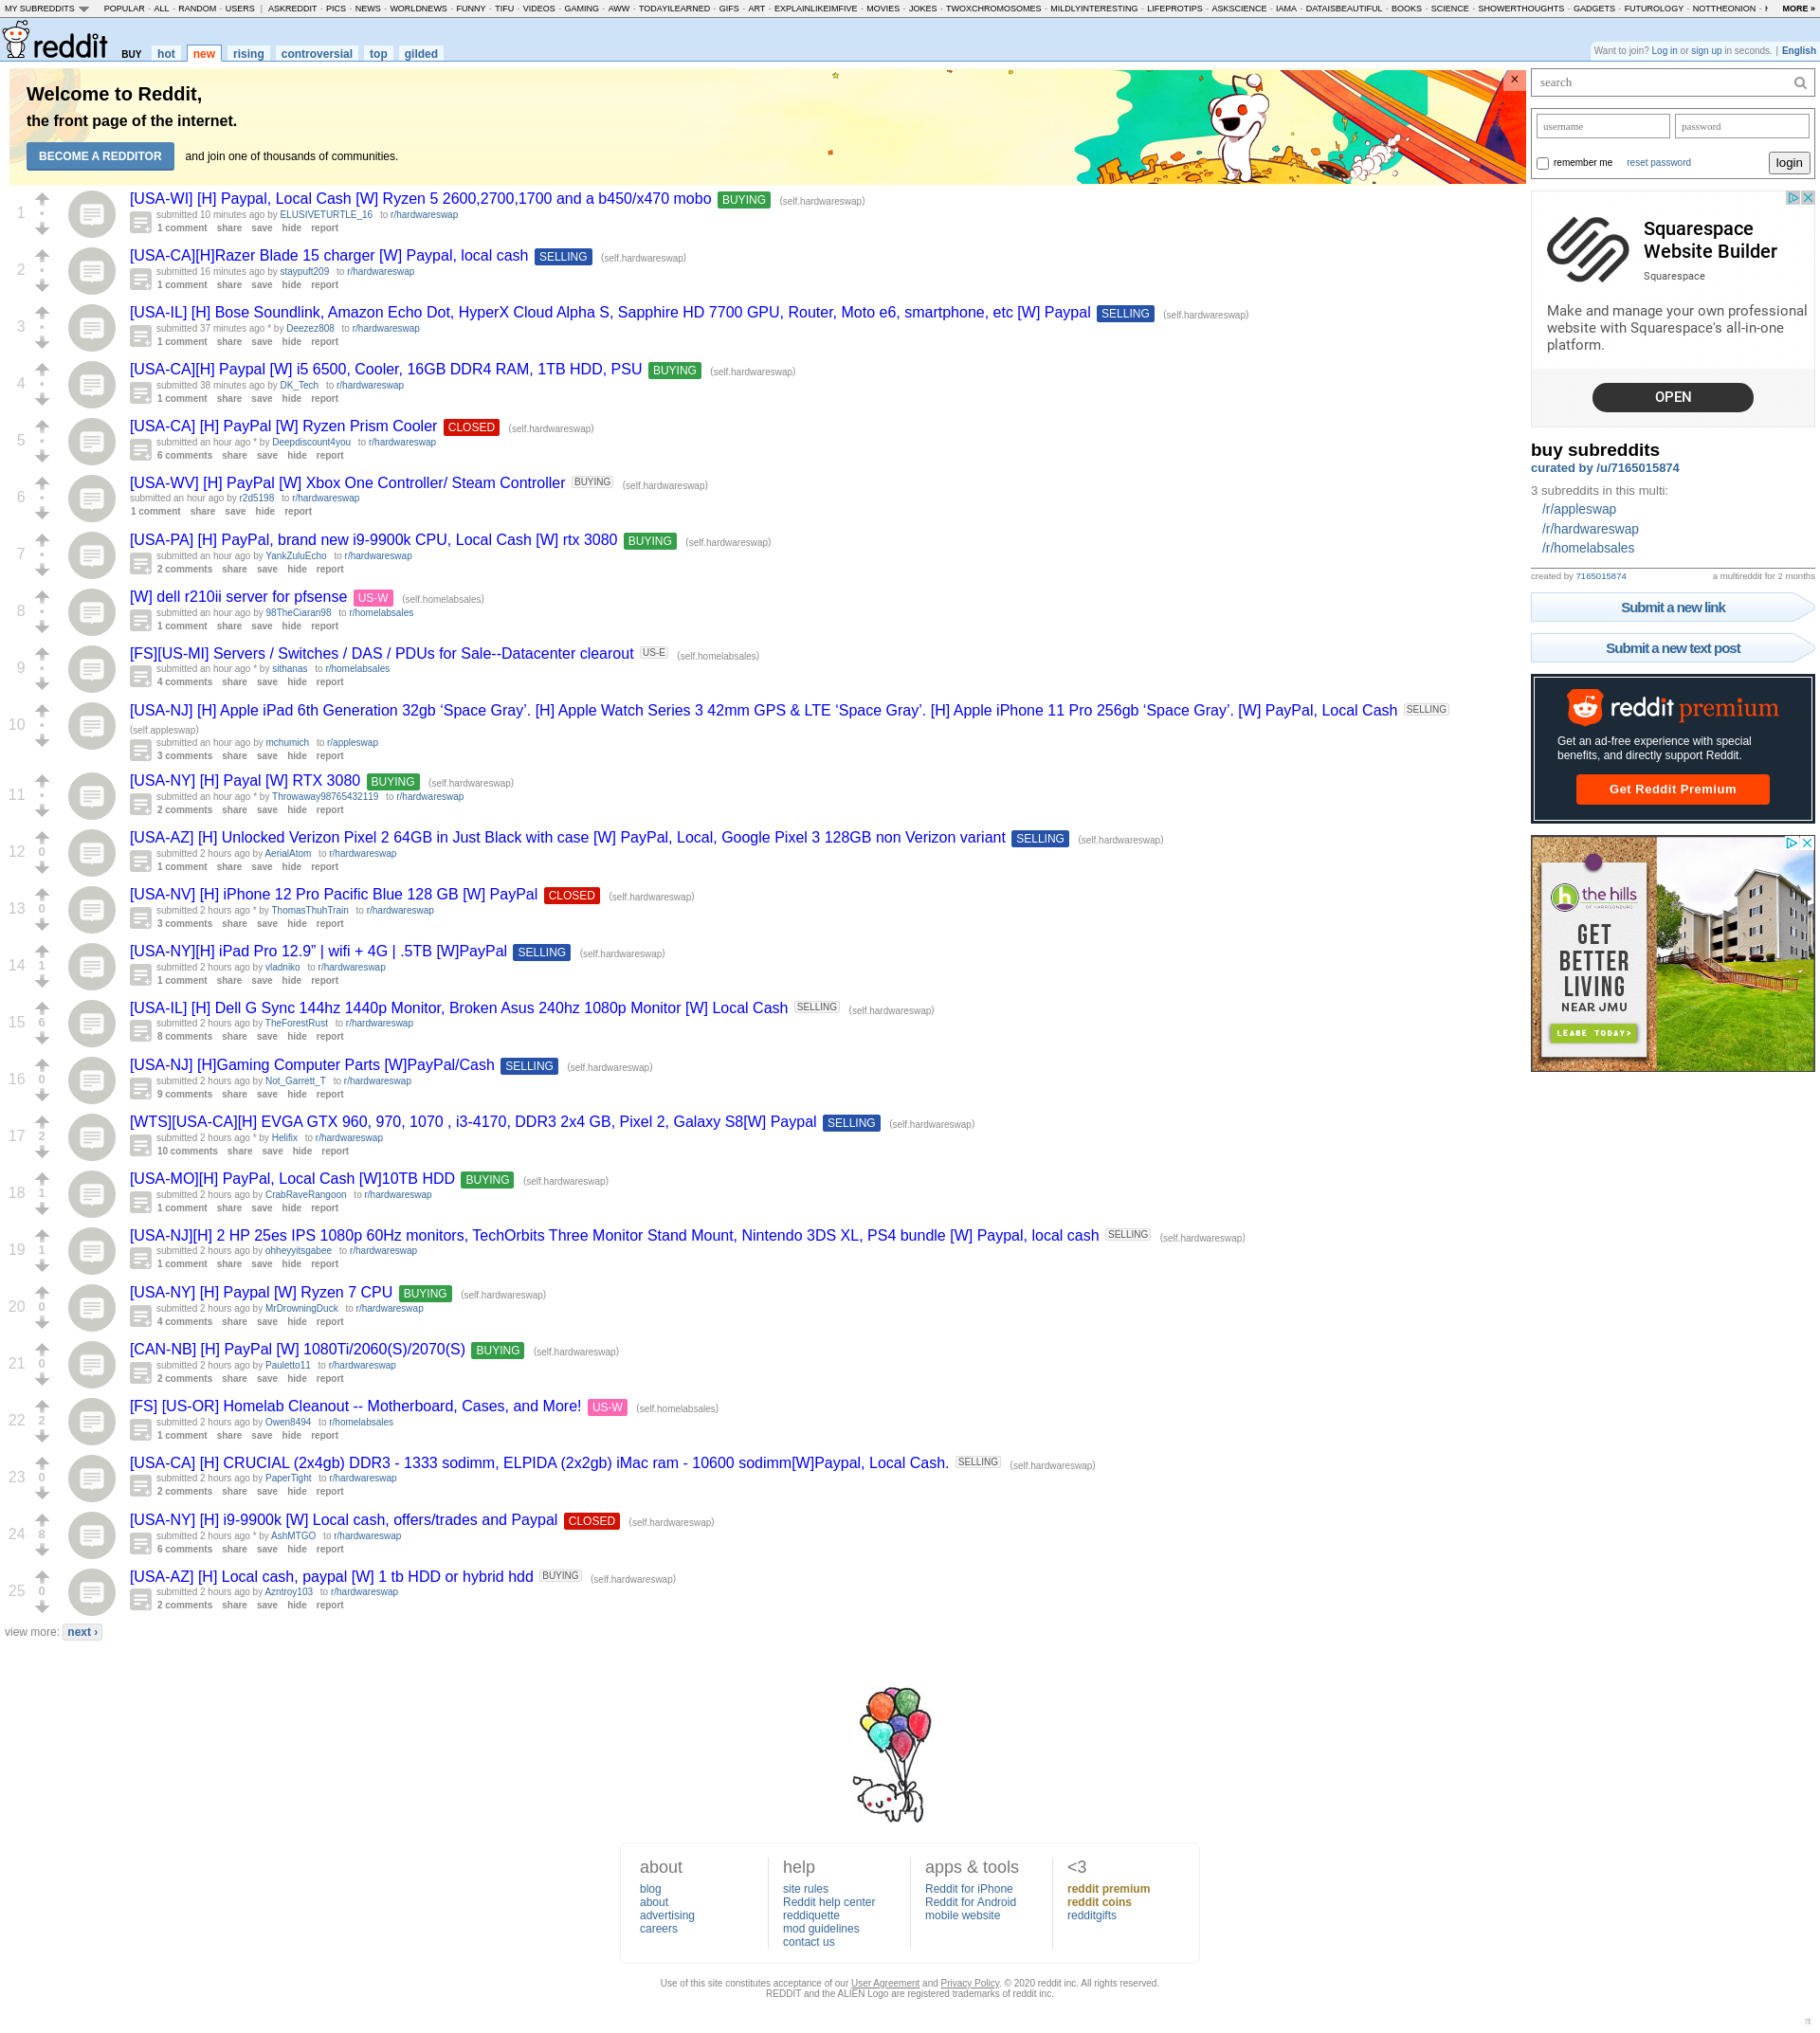 MY SUBREDDITS POPULAR - ALL - RANDOM - USERS | ASKREDDIT - PICS - NEWS - WORLDNEWS - FUNNY - TIFU - VIDEOS - GAMING - AWW - TODAYILEARNED - GIFS - ART - EXPLAINLIKEIMFIVE - MOVIES - JOKES - TWOXCHROMOSOMES - MILDLYINTERESTING - LIFEPROTIPS - ASKSCIENCE - IAMA - DATAISBEAUTIFUL - BOOKS - SCIENCE - SHOWERTHOUGHTS - GADGETS - FUTUROLOGY - NOTTHEONION - MORE »
reddit BUY hot new rising controversial top gilded
Want to join? Log in or sign up in seconds. | English
Welcome to Reddit,
the front page of the internet.
BECOME A REDDITOR and join one of thousands of communities.
×
1
[USA-WI] [H] Paypal, Local Cash [W] Ryzen 5 2600,2700,1700 and a b450/x470 mobo BUYING (self.hardwareswap)
submitted 10 minutes ago by ELUSIVETURTLE_16 to r/hardwareswap
1 comment share save hide report
2
[USA-CA][H]Razer Blade 15 charger [W] Paypal, local cash SELLING (self.hardwareswap)
submitted 16 minutes ago by staypuft209 to r/hardwareswap
1 comment share save hide report
3
[USA-IL] [H] Bose Soundlink, Amazon Echo Dot, HyperX Cloud Alpha S, Sapphire HD 7700 GPU, Router, Moto e6, smartphone, etc [W] Paypal SELLING (self.hardwareswap)
submitted 37 minutes ago * by Deezez808 to r/hardwareswap
1 comment share save hide report
4
[USA-CA][H] Paypal [W] i5 6500, Cooler, 16GB DDR4 RAM, 1TB HDD, PSU BUYING (self.hardwareswap)
submitted 38 minutes ago by DK_Tech to r/hardwareswap
1 comment share save hide report
5
[USA-CA] [H] PayPal [W] Ryzen Prism Cooler CLOSED (self.hardwareswap)
submitted an hour ago * by Deepdiscount4you to r/hardwareswap
6 comments share save hide report
6
[USA-WV] [H] PayPal [W] Xbox One Controller/ Steam Controller BUYING (self.hardwareswap)
submitted an hour ago by r2d5198 to r/hardwareswap
1 comment share save hide report
7
[USA-PA] [H] PayPal, brand new i9-9900k CPU, Local Cash [W] rtx 3080 BUYING (self.hardwareswap)
submitted an hour ago by YankZuluEcho to r/hardwareswap
2 comments share save hide report
8
[W] dell r210ii server for pfsense US-W (self.homelabsales)
submitted an hour ago by 98TheCiaran98 to r/homelabsales
1 comment share save hide report
9
[FS][US-MI] Servers / Switches / DAS / PDUs for Sale--Datacenter clearout US-E (self.homelabsales)
submitted an hour ago * by sithanas to r/homelabsales
4 comments share save hide report
10
[USA-NJ] [H] Apple iPad 6th Generation 32gb ‘Space Gray’. [H] Apple Watch Series 3 42mm GPS & LTE ‘Space Gray’. [H] Apple iPhone 11 Pro 256gb ‘Space Gray’. [W] PayPal, Local Cash SELLING
(self.appleswap)
submitted an hour ago by mchumich to r/appleswap
3 comments share save hide report
11
[USA-NY] [H] Payal [W] RTX 3080 BUYING (self.hardwareswap)
submitted an hour ago * by Throwaway98765432119 to r/hardwareswap
2 comments share save hide report
12 0
[USA-AZ] [H] Unlocked Verizon Pixel 2 64GB in Just Black with case [W] PayPal, Local, Google Pixel 3 128GB non Verizon variant SELLING (self.hardwareswap)
submitted 2 hours ago by AerialAtom to r/hardwareswap
1 comment share save hide report
13 0
[USA-NV] [H] iPhone 12 Pro Pacific Blue 128 GB [W] PayPal CLOSED (self.hardwareswap)
submitted 2 hours ago * by ThomasThuhTrain to r/hardwareswap
3 comments share save hide report
14 1
[USA-NY][H] iPad Pro 12.9” | wifi + 4G | .5TB [W]PayPal SELLING (self.hardwareswap)
submitted 2 hours ago by vladniko to r/hardwareswap
1 comment share save hide report
15 6
[USA-IL] [H] Dell G Sync 144hz 1440p Monitor, Broken Asus 240hz 1080p Monitor [W] Local Cash SELLING (self.hardwareswap)
submitted 2 hours ago by TheForestRust to r/hardwareswap
8 comments share save hide report
16 0
[USA-NJ] [H]Gaming Computer Parts [W]PayPal/Cash SELLING (self.hardwareswap)
submitted 2 hours ago by Not_Garrett_T to r/hardwareswap
9 comments share save hide report
17 2
[WTS][USA-CA][H] EVGA GTX 960, 970, 1070 , i3-4170, DDR3 2x4 GB, Pixel 2, Galaxy S8[W] Paypal SELLING (self.hardwareswap)
submitted 2 hours ago * by Helifix to r/hardwareswap
10 comments share save hide report
18 1
[USA-MO][H] PayPal, Local Cash [W]10TB HDD BUYING (self.hardwareswap)
submitted 2 hours ago by CrabRaveRangoon to r/hardwareswap
1 comment share save hide report
19 1
[USA-NJ][H] 2 HP 25es IPS 1080p 60Hz monitors, TechOrbits Three Monitor Stand Mount, Nintendo 3DS XL, PS4 bundle [W] Paypal, local cash SELLING (self.hardwareswap)
submitted 2 hours ago by ohheyyitsgabee to r/hardwareswap
1 comment share save hide report
20 0
[USA-NY] [H] Paypal [W] Ryzen 7 CPU BUYING (self.hardwareswap)
submitted 2 hours ago by MrDrowningDuck to r/hardwareswap
4 comments share save hide report
21 0
[CAN-NB] [H] PayPal [W] 1080Ti/2060(S)/2070(S) BUYING (self.hardwareswap)
submitted 2 hours ago by Pauletto11 to r/hardwareswap
2 comments share save hide report
22 2
[FS] [US-OR] Homelab Cleanout -- Motherboard, Cases, and More! US-W (self.homelabsales)
submitted 2 hours ago by Owen8494 to r/homelabsales
1 comment share save hide report
23 0
[USA-CA] [H] CRUCIAL (2x4gb) DDR3 - 1333 sodimm, ELPIDA (2x2gb) iMac ram - 10600 sodimm[W]Paypal, Local Cash. SELLING (self.hardwareswap)
submitted 2 hours ago by PaperTight to r/hardwareswap
2 comments share save hide report
24 8
[USA-NY] [H] i9-9900k [W] Local cash, offers/trades and Paypal CLOSED (self.hardwareswap)
submitted 2 hours ago * by AshMTGO to r/hardwareswap
6 comments share save hide report
25 0
[USA-AZ] [H] Local cash, paypal [W] 1 tb HDD or hybrid hdd BUYING (self.hardwareswap)
submitted 2 hours ago by Azntroy103 to r/hardwareswap
2 comments share save hide report
view more: next ›
search
username password
remember me reset password login
Squarespace
Website Builder
Squarespace
Make and manage your own professional
website with Squarespace's all-in-one
platform.
OPEN
buy subreddits
curated by /u/7165015874
3 subreddits in this multi:
/r/appleswap
/r/hardwareswap
/r/homelabsales
created by 7165015874 a multireddit for 2 months
Submit a new link
Submit a new text post
reddit premium
Get an ad-free experience with special
benefits, and directly support Reddit.
Get Reddit Premium
h the hills
OF HARRISONBURG
GET
BETTER
LIVING
NEAR JMU
LEASE TODAY>
about
blog
about
advertising
careers
help
site rules
Reddit help center
reddiquette
mod guidelines
contact us
apps & tools
Reddit for iPhone
Reddit for Android
mobile website
<3
reddit premium
reddit coins
redditgifts
Use of this site constitutes acceptance of our User Agreement and Privacy Policy. © 2020 reddit inc. All rights reserved.
REDDIT and the ALIEN Logo are registered trademarks of reddit inc.
π